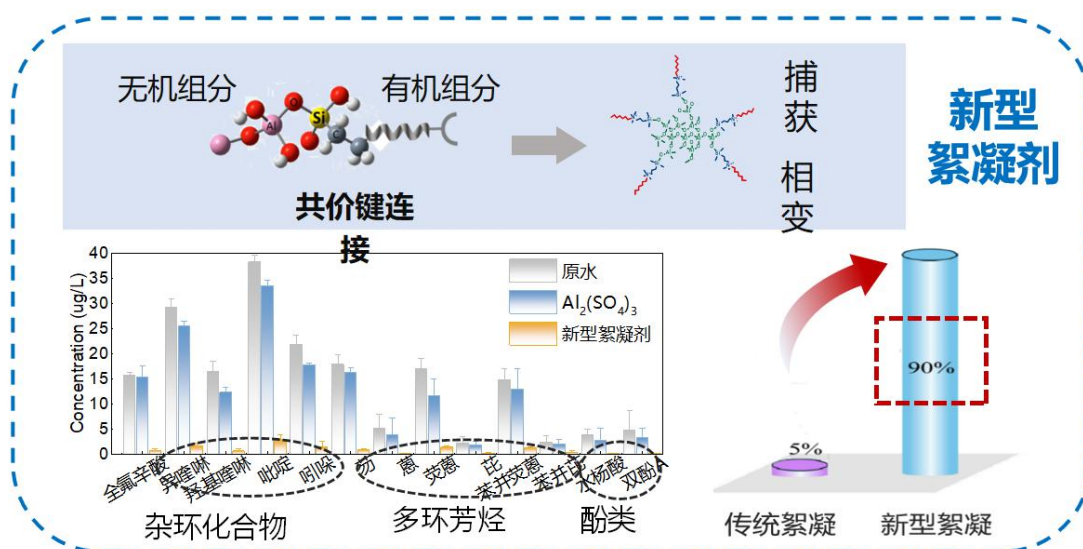 无机组分
有机组分
Al
O
Si
C
共价键连
接
捕
获
相
变
新型
絮凝剂
Concentration (ug/L)
40
35
30
25
20
15
10
5
0
原水
Al₂(SO₄)₃
新型絮凝剂
全氟辛酸
异喹啉
羟基喹啉
吡啶
吲哚
芴
蒽
荧蒽
芘
苯并荧蒽
苯并芘
水杨酸
双酚A
杂环化合物
多环芳烃
酚类
5%
90%
传统絮凝
新型絮凝